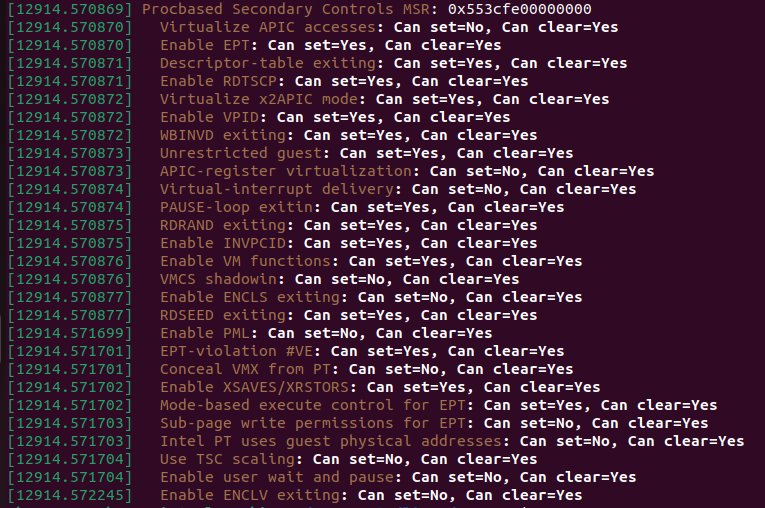 [12914.570869] Procbased Secondary Controls MSR: 0x553cfe00000000
[12914.570870] Virtualize APIC accesses: Can set=No, Can clear=Yes
[12914.570870] Enable EPT: Can set=Yes, Can clear=Yes
[12914.570871] Descriptor-table exiting: Can set=Yes, Can clear=Yes
[12914.570871] Enable RDTSCP: Can set=Yes, Can clear=Yes
[12914.570872] Virtualize x2APIC mode: Can set=Yes, Can clear=Yes
[12914.570872] Enable VPID: Can set=Yes, Can clear=Yes
[12914.570872] WBINVD exiting: Can set=Yes, Can clear=Yes
[12914.570873] Unrestricted guest: Can set=Yes, Can clear=Yes
[12914.570873] APIC-register virtualization: Can set=No, Can clear=Yes
[12914.570874] Virtual-interrupt delivery: Can set=No, Can clear=Yes
[12914.570874] PAUSE-loop exitin: Can set=Yes, Can clear=Yes
[12914.570875] RDRAND exiting: Can set=Yes, Can clear=Yes
[12914.570875] Enable INVPCID: Can set=Yes, Can clear=Yes
[12914.570876] Enable VM functions: Can set=Yes, Can clear=Yes
[12914.570876] VMCS shadowin: Can set=No, Can clear=Yes
[12914.570877] Enable ENCLS exiting: Can set=No, Can clear=Yes
[12914.570877] RDSEED exiting: Can set=Yes, Can clear=Yes
[12914.571699] Enable PML: Can set=No, Can clear=Yes
[12914.571701] EPT-violation #VE: Can set=Yes, Can clear=Yes
[12914.571701] Conceal VMX from PT: Can set=No, Can clear=Yes
[12914.571702] Enable XSAVES/XRSTORS: Can set=Yes, Can clear=Yes
[12914.571702] Mode-based execute control for EPT: Can set=Yes, Can clear=Yes
[12914.571703] Sub-page write permissions for EPT: Can set=No, Can clear=Yes
[12914.571703] Intel PT uses guest physical addresses: Can set=No, Can clear=Yes
[12914.571704] Use TSC scaling: Can set=No, Can clear=Yes
[12914.571704] Enable user wait and pause: Can set=No, Can clear=Yes
[12914.572245] Enable ENCLV exiting: Can set=No, Can clear=Yes